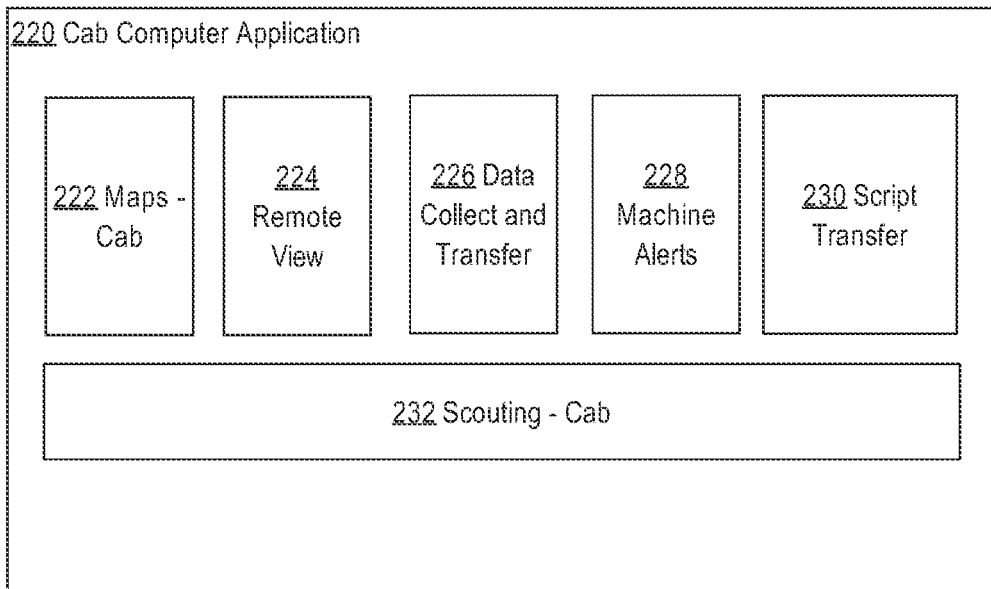 220 Cab Computer Application
222 Maps -
Cab
224
Remote
View
226 Data
Collect and
Transfer
228
Machine
Alerts
230 Script
Transfer
232 Scouting - Cab